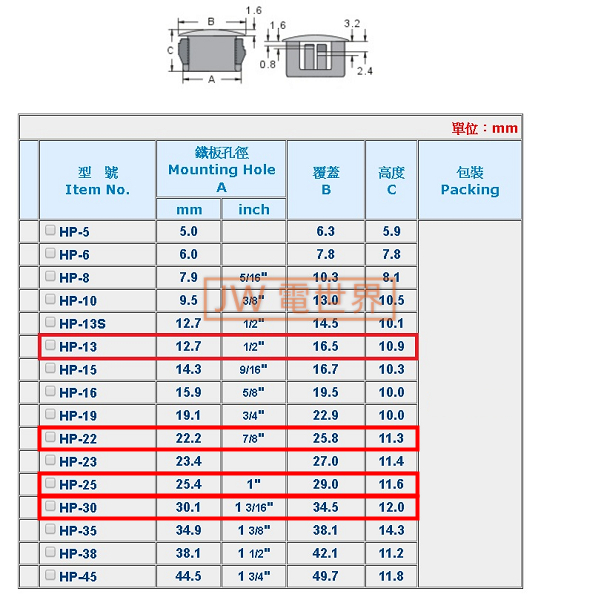 B 1.6
C
A
1.6 3.2
0.8 2.4
單位：mm
型 號 Item No. 鐵板孔徑 Mounting Hole A 覆蓋 B 高度 C 包裝 Packing
mm inch
HP-5 5.0 6.3 5.9
HP-6 6.0 7.8 7.8
HP-8 7.9 5/16" 10.3 8.1
HP-10 9.5 3/8" 13.0 10.5
JW 電世界
HP-13S 12.7 1/2" 14.5 10.1
HP-13 12.7 1/2" 16.5 10.9
HP-15 14.3 9/16" 16.7 10.3
HP-16 15.9 5/8" 19.5 10.0
HP-19 19.1 3/4" 22.9 10.0
HP-22 22.2 7/8" 25.8 11.3
HP-23 23.4 27.0 11.4
HP-25 25.4 1" 29.0 11.6
HP-30 30.1 1 3/16" 34.5 12.0
HP-35 34.9 1 3/8" 38.1 14.3
HP-38 38.1 1 1/2" 42.1 11.2
HP-45 44.5 1 3/4" 49.7 11.8